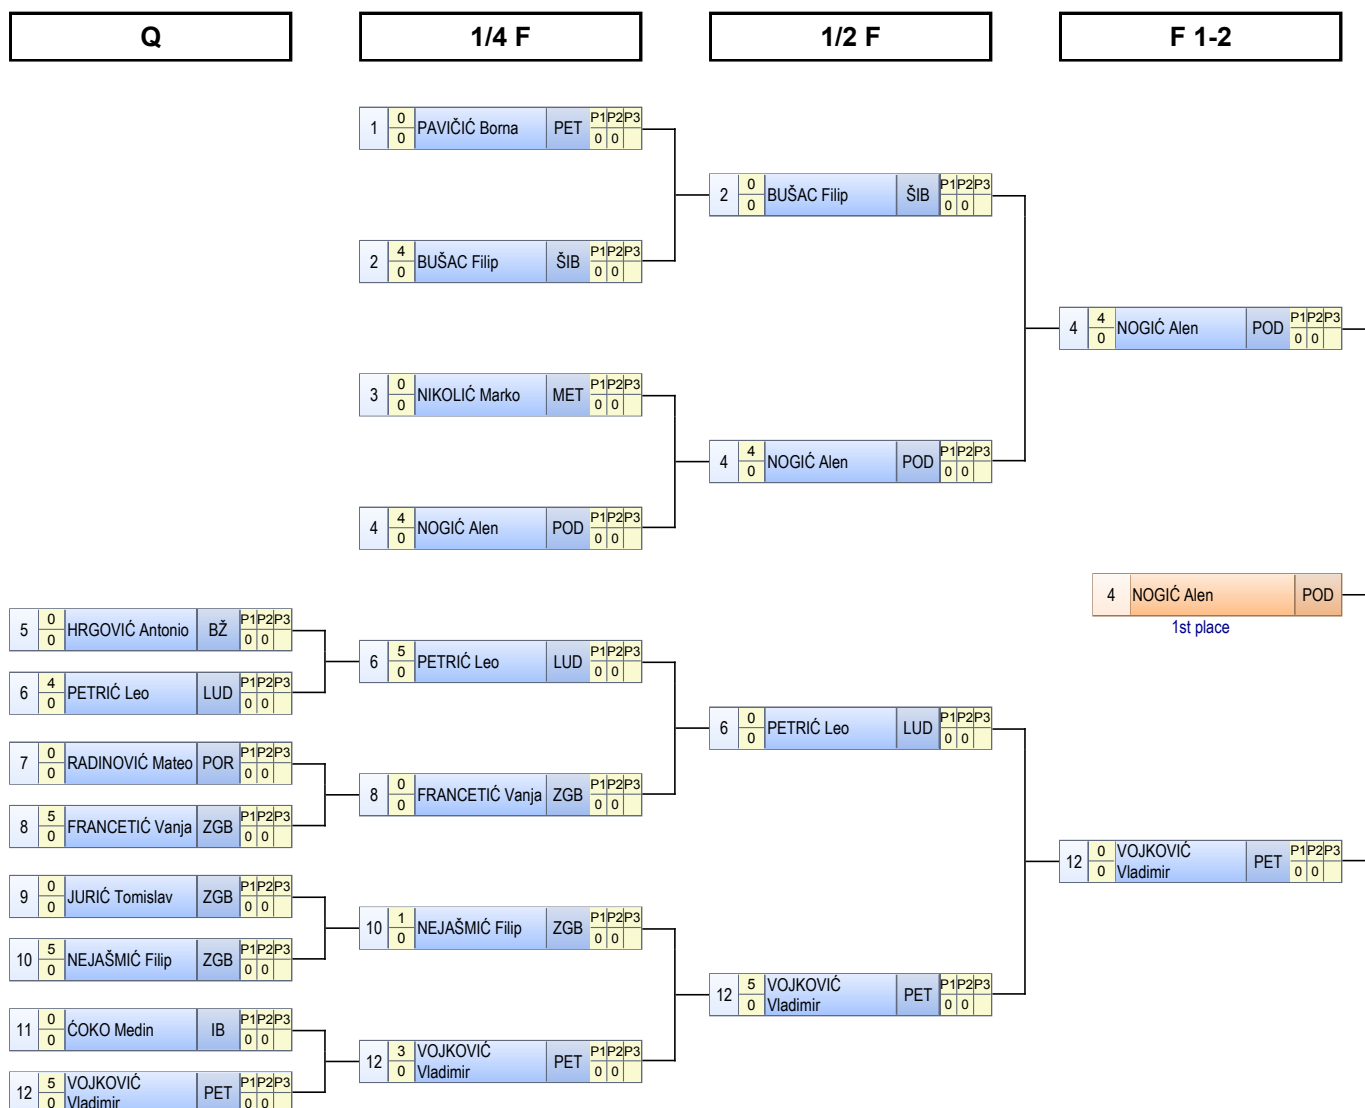 Q 1/4 F 1/2 F F 1-2
1 0 0 PAVIČIĆ Borna PET P1 P2 P3 0 0
2 0 0 BUŠAC Filip ŠIB P1 P2 P3 0 0
2 4 0 BUŠAC Filip ŠIB P1 P2 P3 0 0
4 4 0 NOGIĆ Alen POD P1 P2 P3 0 0
3 0 0 NIKOLIĆ Marko MET P1 P2 P3 0 0
4 4 0 NOGIĆ Alen POD P1 P2 P3 0 0
4 4 0 NOGIĆ Alen POD P1 P2 P3 0 0
4 NOGIĆ Alen POD
1st place
5 0 0 HRGOVIĆ Antonio BŽ P1 P2 P3 0 0
6 5 0 PETRIĆ Leo LUD P1 P2 P3 0 0
6 4 0 PETRIĆ Leo LUD P1 P2 P3 0 0
6 0 0 PETRIĆ Leo LUD P1 P2 P3 0 0
7 0 0 RADINOVIĆ Mateo POR P1 P2 P3 0 0
8 0 0 FRANCETIĆ Vanja ZGB P1 P2 P3 0 0
8 5 0 FRANCETIĆ Vanja ZGB P1 P2 P3 0 0
12 0 0 VOJKOVIĆ Vladimir PET P1 P2 P3 0 0
9 0 0 JURIĆ Tomislav ZGB P1 P2 P3 0 0
10 1 0 NEJAŠMIĆ Filip ZGB P1 P2 P3 0 0
10 5 0 NEJAŠMIĆ Filip ZGB P1 P2 P3 0 0
12 5 0 VOJKOVIĆ Vladimir PET P1 P2 P3 0 0
11 0 0 ĆOKO Medin IB P1 P2 P3 0 0
12 3 0 VOJKOVIĆ Vladimir PET P1 P2 P3 0 0
12 5 0 VOJKOVIĆ Vladimir PET P1 P2 P3 0 0